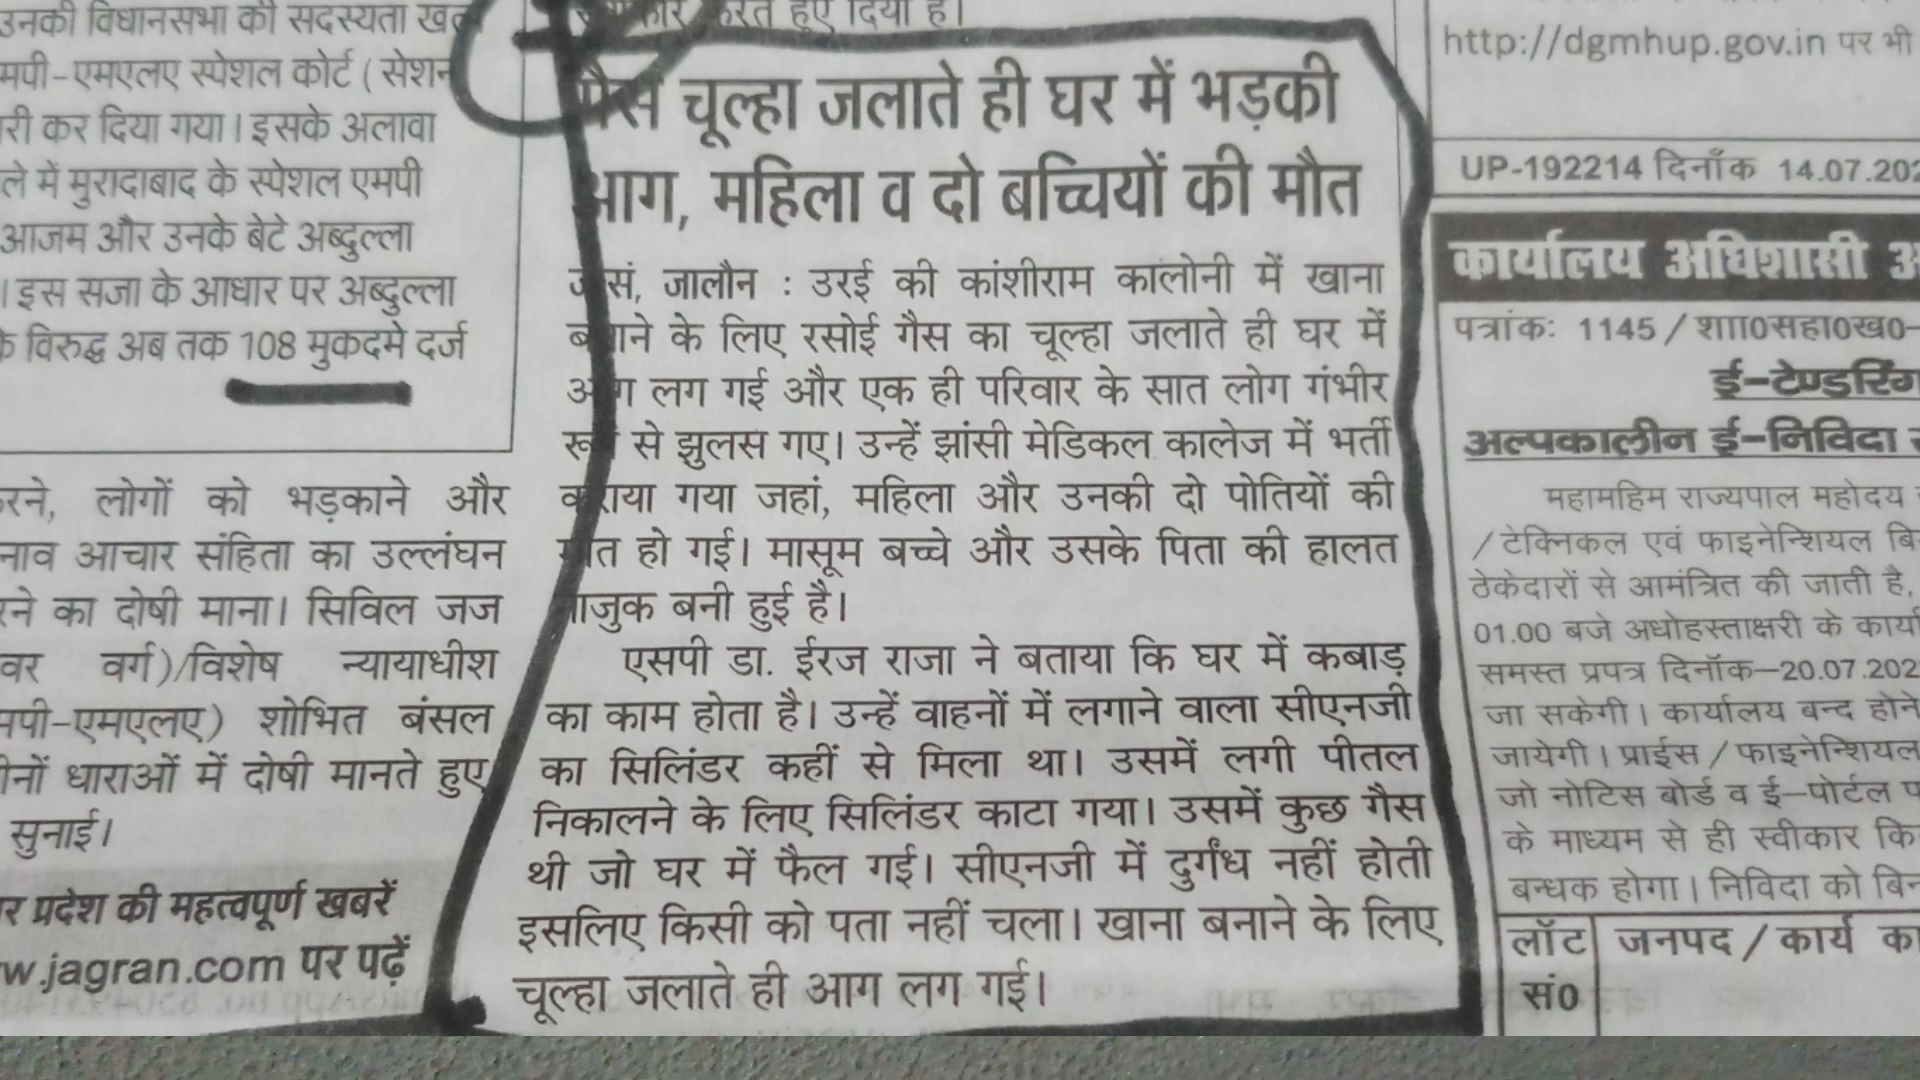 उनकी विधानसभा की सदस्यता
मपी-एमएलए स्पेशल कोर्ट (सेशन
री कर दिया गया। इसके अलावा
ले में मुरादाबाद के स्पेशल एमपी
आजम और उनके बेटे अब्दुल्ला
। इस सजा के आधार पर अब्दुल्ला
के विरुद्ध अब तक 108 मुकदमे दर्ज
रने, लोगों को भड़काने और
नाव आचार संहिता का उल्लंघन
रने का दोषी माना। सिविल जज
वर वर्ग)/विशेष न्यायाधीश
मपी-एमएलए) शोभित बंसल
ीनों धाराओं में दोषी मानते हुए
सुनाई।
र प्रदेश की महत्वपूर्ण खबरें
w.jagran.com पर पढ़ें
करते हुए दिया है।
गैस चूल्हा जलाते ही घर में भड़की
आग, महिला व दो बच्चियों की मौत
जासं, जालौन : उरई की कांशीराम कालोनी में खाना
बनाने के लिए रसोई गैस का चूल्हा जलाते ही घर में
आग लग गई और एक ही परिवार के सात लोग गंभीर
रूप से झुलस गए। उन्हें झांसी मेडिकल कालेज में भर्ती
कराया गया जहां, महिला और उनकी दो पोतियों की
मौत हो गई। मासूम बच्चे और उसके पिता की हालत
नाजुक बनी हुई है।
एसपी डा. ईरज राजा ने बताया कि घर में कबाड़
का काम होता है। उन्हें वाहनों में लगाने वाला सीएनजी
का सिलिंडर कहीं से मिला था। उसमें लगी पीतल
निकालने के लिए सिलिंडर काटा गया। उसमें कुछ गैस
थी जो घर में फैल गई। सीएनजी में दुर्गंध नहीं होती
इसलिए किसी को पता नहीं चला। खाना बनाने के लिए
चूल्हा जलाते ही आग लग गई।
http://dgmhup.gov.in पर भी
UP-192214 दिनाँक 14.07.202
कार्यालय अधिशासी अ
पत्रांक: 1145 / शा0सहा0ख0-
ई-टेण्डरिंग
अल्पकालीन ई-निविदा
महामहिम राज्यपाल महोदय
/ टेक्निकल एवं फाइनेन्शियल बि
ठेकेदारों से आमंत्रित की जाती है,
01.00 बजे अधोहस्ताक्षरी के कार्या
समस्त प्रपत्र दिनॉक-20.07.202
जा सकेगी। कार्यालय बन्द होने
जायेगी। प्राईस / फाइनेन्शियल
जो नोटिस बोर्ड व ई-पोर्टल प
के माध्यम से ही स्वीकार कि
बन्धक होगा। निविदा को बिन
लॉट जनपद / कार्य का
सं0